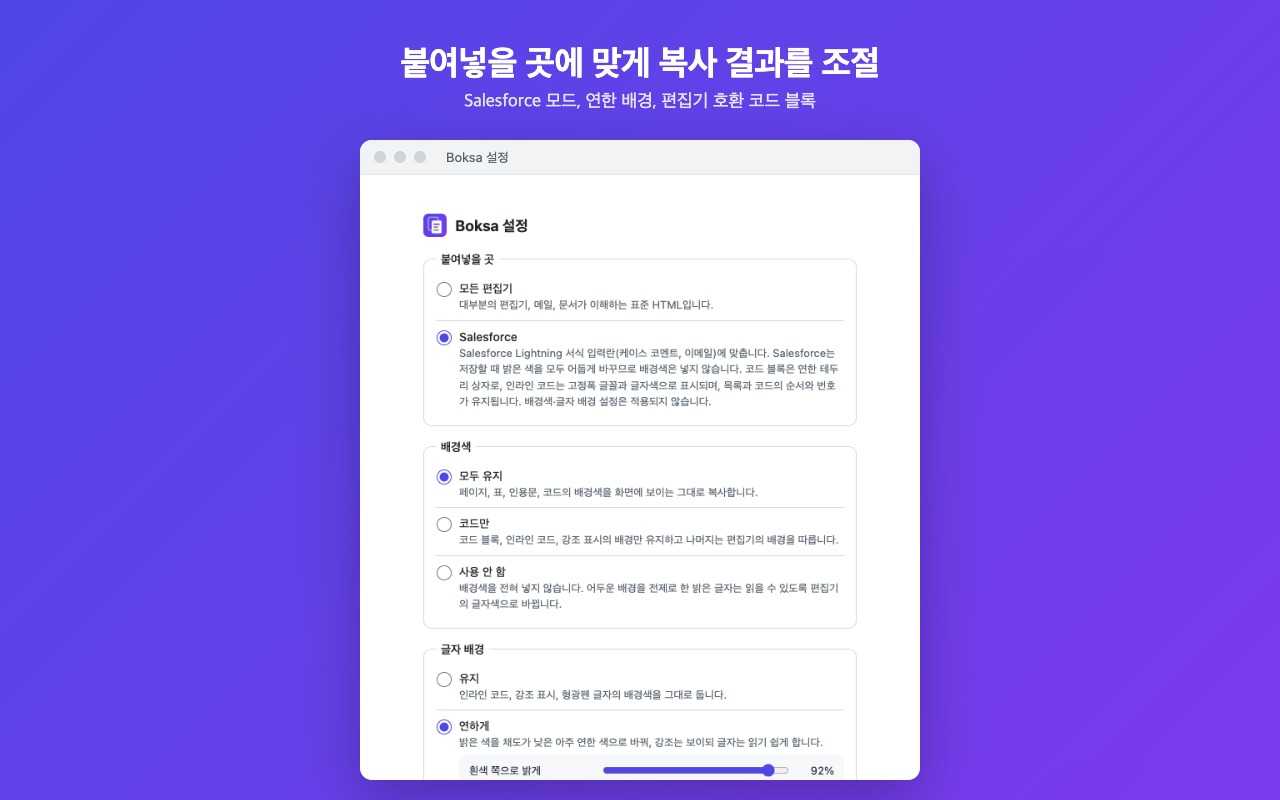 붙여넣을 곳에 맞게 복사 결과를 조절
Salesforce 모드, 연한 배경, 편집기 호환 코드 블록
Boksa 설정
Boksa 설정
붙여넣을 곳
모든 편집기
대부분의 편집기, 메일, 문서가 이해하는 표준 HTML입니다.
Salesforce
Salesforce Lightning 서식 입력란(케이스 코멘트, 이메일)에 맞춥니다. Salesforce는
저장할 때 밝은 색을 모두 어둡게 바꾸므로 배경색은 넣지 않습니다. 코드 블록은 연한 테두
리 상자로, 인라인 코드는 고정폭 글꼴과 글자색으로 표시되며, 목록과 코드의 순서와 번호
가 유지됩니다. 배경색·글자 배경 설정은 적용되지 않습니다.
배경색
모두 유지
페이지, 표, 인용문, 코드의 배경색을 화면에 보이는 그대로 복사합니다.
코드만
코드 블록, 인라인 코드, 강조 표시의 배경만 유지하고 나머지는 편집기의 배경을 따릅니다.
사용 안 함
배경색을 전혀 넣지 않습니다. 어두운 배경을 전제로 한 밝은 글자는 읽을 수 있도록 편집기
의 글자색으로 바뀝니다.
글자 배경
유지
인라인 코드, 강조 표시, 형광펜 글자의 배경색을 그대로 둡니다.
연하게
밝은 색을 채도가 낮은 아주 연한 색으로 바꿔, 강조는 보이되 글자는 읽기 쉽게 합니다.
흰색 쪽으로 밝게 92%